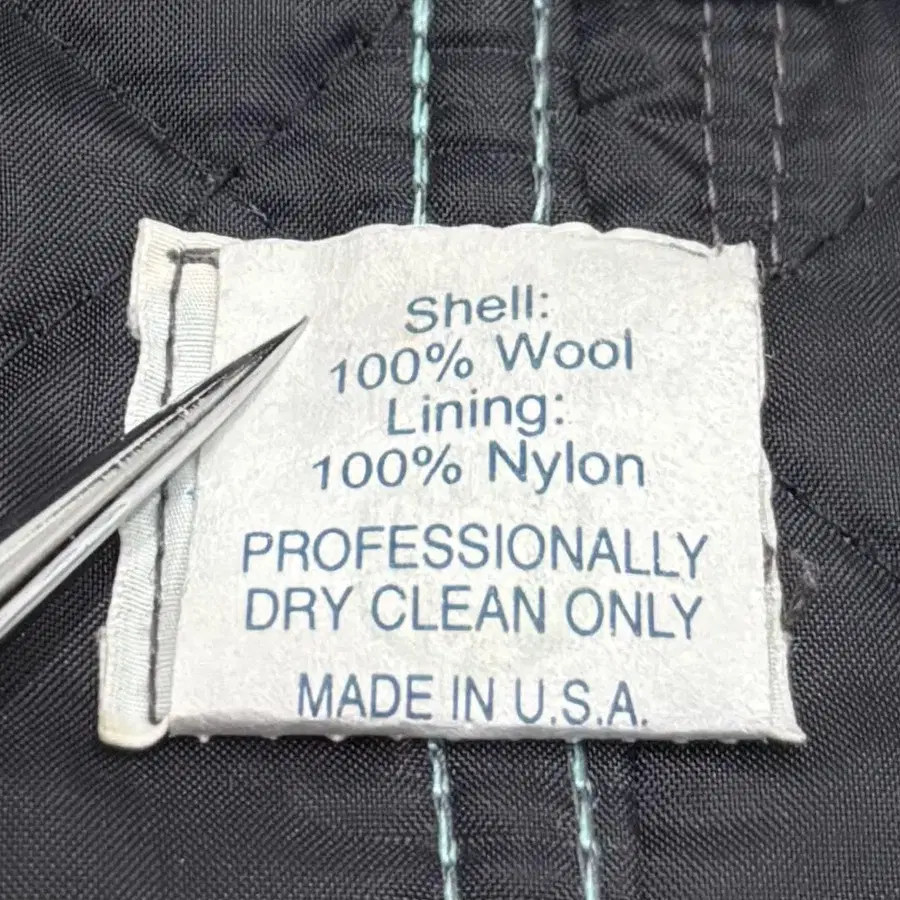 Shell:
100% Wool
Lining:
100% Nylon
PROFESSIONALLY
DRY CLEAN ONLY
MADE IN U.S.A.